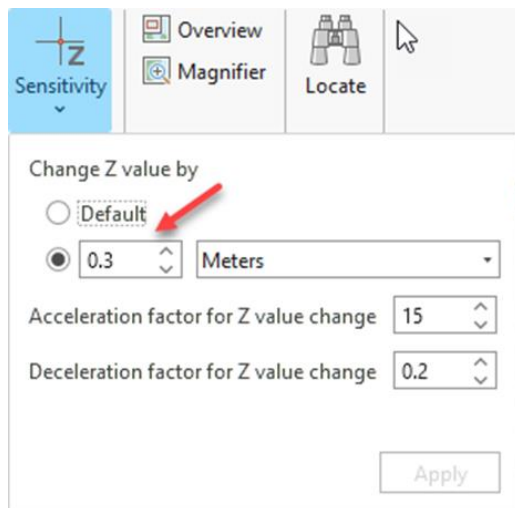 Z
Sensitivity
Overview
Magnifier
Locate
Change Z value by
Default
0.3 Meters
Acceleration factor for Z value change 15
Deceleration factor for Z value change 0.2
Apply